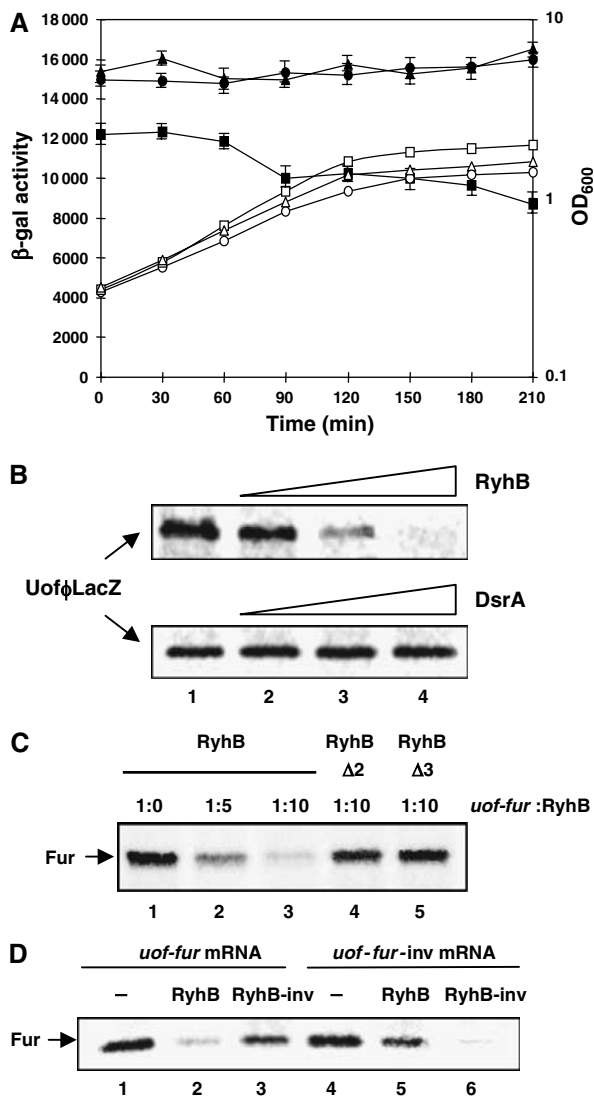 A
18 000
16 000
14 000
12 000
10 000
8000
6000
4000
2000
0
β-gal activity
10
1
0.1
OD600
0 30 60 90 120 150 180 210
Time (min)
B
RyhB
UofϕLacZ
DsrA
1 2 3 4
C
RyhB RyhB RyhB
Δ2 Δ3
1:0 1:5 1:10 1:10 1:10 uof-fur :RyhB
Fur
1 2 3 4 5
D
uof-fur mRNA uof-fur-inv mRNA
– RyhB RyhB-inv – RyhB RyhB-inv
Fur
1 2 3 4 5 6